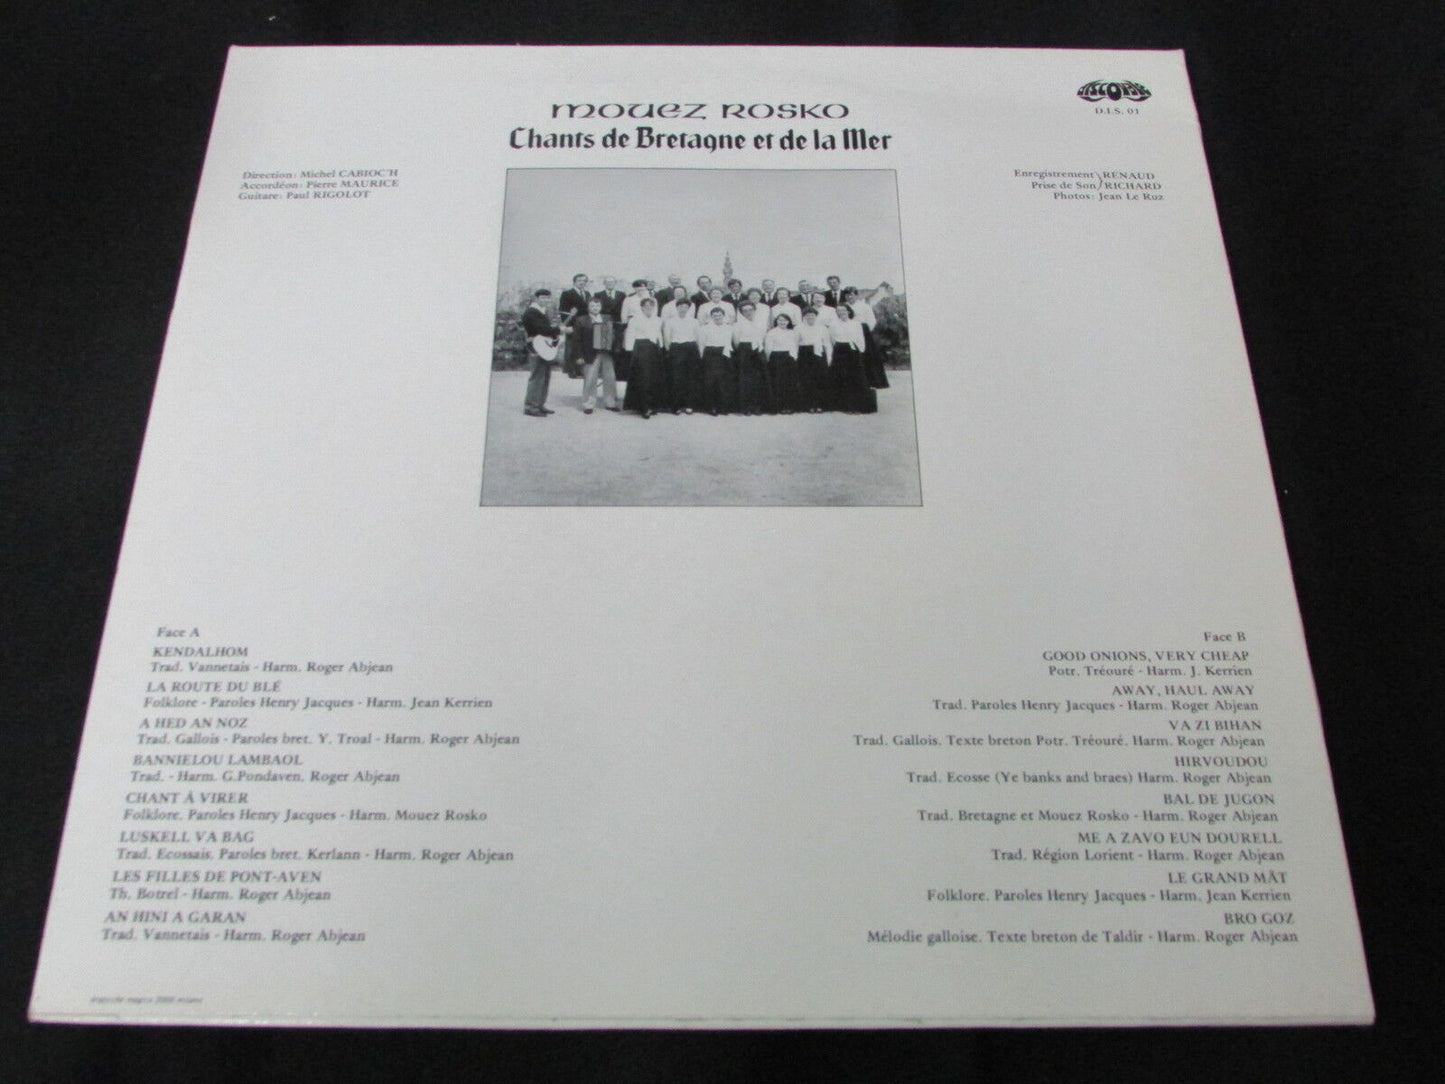 MOUEZ ROSKO
Chants de Bretagne et de la Mer
D.I.S. 01
Direction: Michel CABIOC'H
Accordéon: Pierre MAURICE
Guitare: Paul RIGOLOT
Enregistrement RENAUD
Prise de Son RICHARD
Photos: Jean Le Ruz
Face A
KENDALHOM
Trad. Vannetais - Harm. Roger Abjean
LA ROUTE DU BLÉ
Folklore - Paroles Henry Jacques - Harm. Jean Kerrien
A HED AN NOZ
Trad. Gallois - Paroles bret. Y. Troal - Harm. Roger Abjean
BANNIELOU LAMBAOL
Trad. - Harm. G.Pondaven, Roger Abjean
CHANT À VIRER
Folklore. Paroles Henry Jacques - Harm. Mouez Rosko
LUSKELL VA BAG
Trad. Ecossais. Paroles bret. Kerlann - Harm. Roger Abjean
LES FILLES DE PONT-AVEN
Th. Botrel - Harm. Roger Abjean
AN HINI A GARAN
Trad. Vannetais - Harm. Roger Abjean
Face B
GOOD ONIONS, VERY CHEAP
Potr. Tréouré - Harm. J. Kerrien
AWAY, HAUL AWAY
Trad. Paroles Henry Jacques - Harm. Roger Abjean
VA ZI BIHAN
Trad. Gallois. Texte breton Potr. Tréouré. Harm. Roger Abjean
HIRVOUDOU
Trad. Ecosse (Ye banks and braes) Harm. Roger Abjean
BAL DE JUGON
Trad. Bretagne et Mouez Rosko - Harm. Roger Abjean
ME A ZAVO EUN DOURELL
Trad. Région Lorient - Harm. Roger Abjean
LE GRAND MÂT
Folklore. Paroles Henry Jacques - Harm. Jean Kerrien
BRO GOZ
Mélodie galloise. Texte breton de Taldir - Harm. Roger Abjean